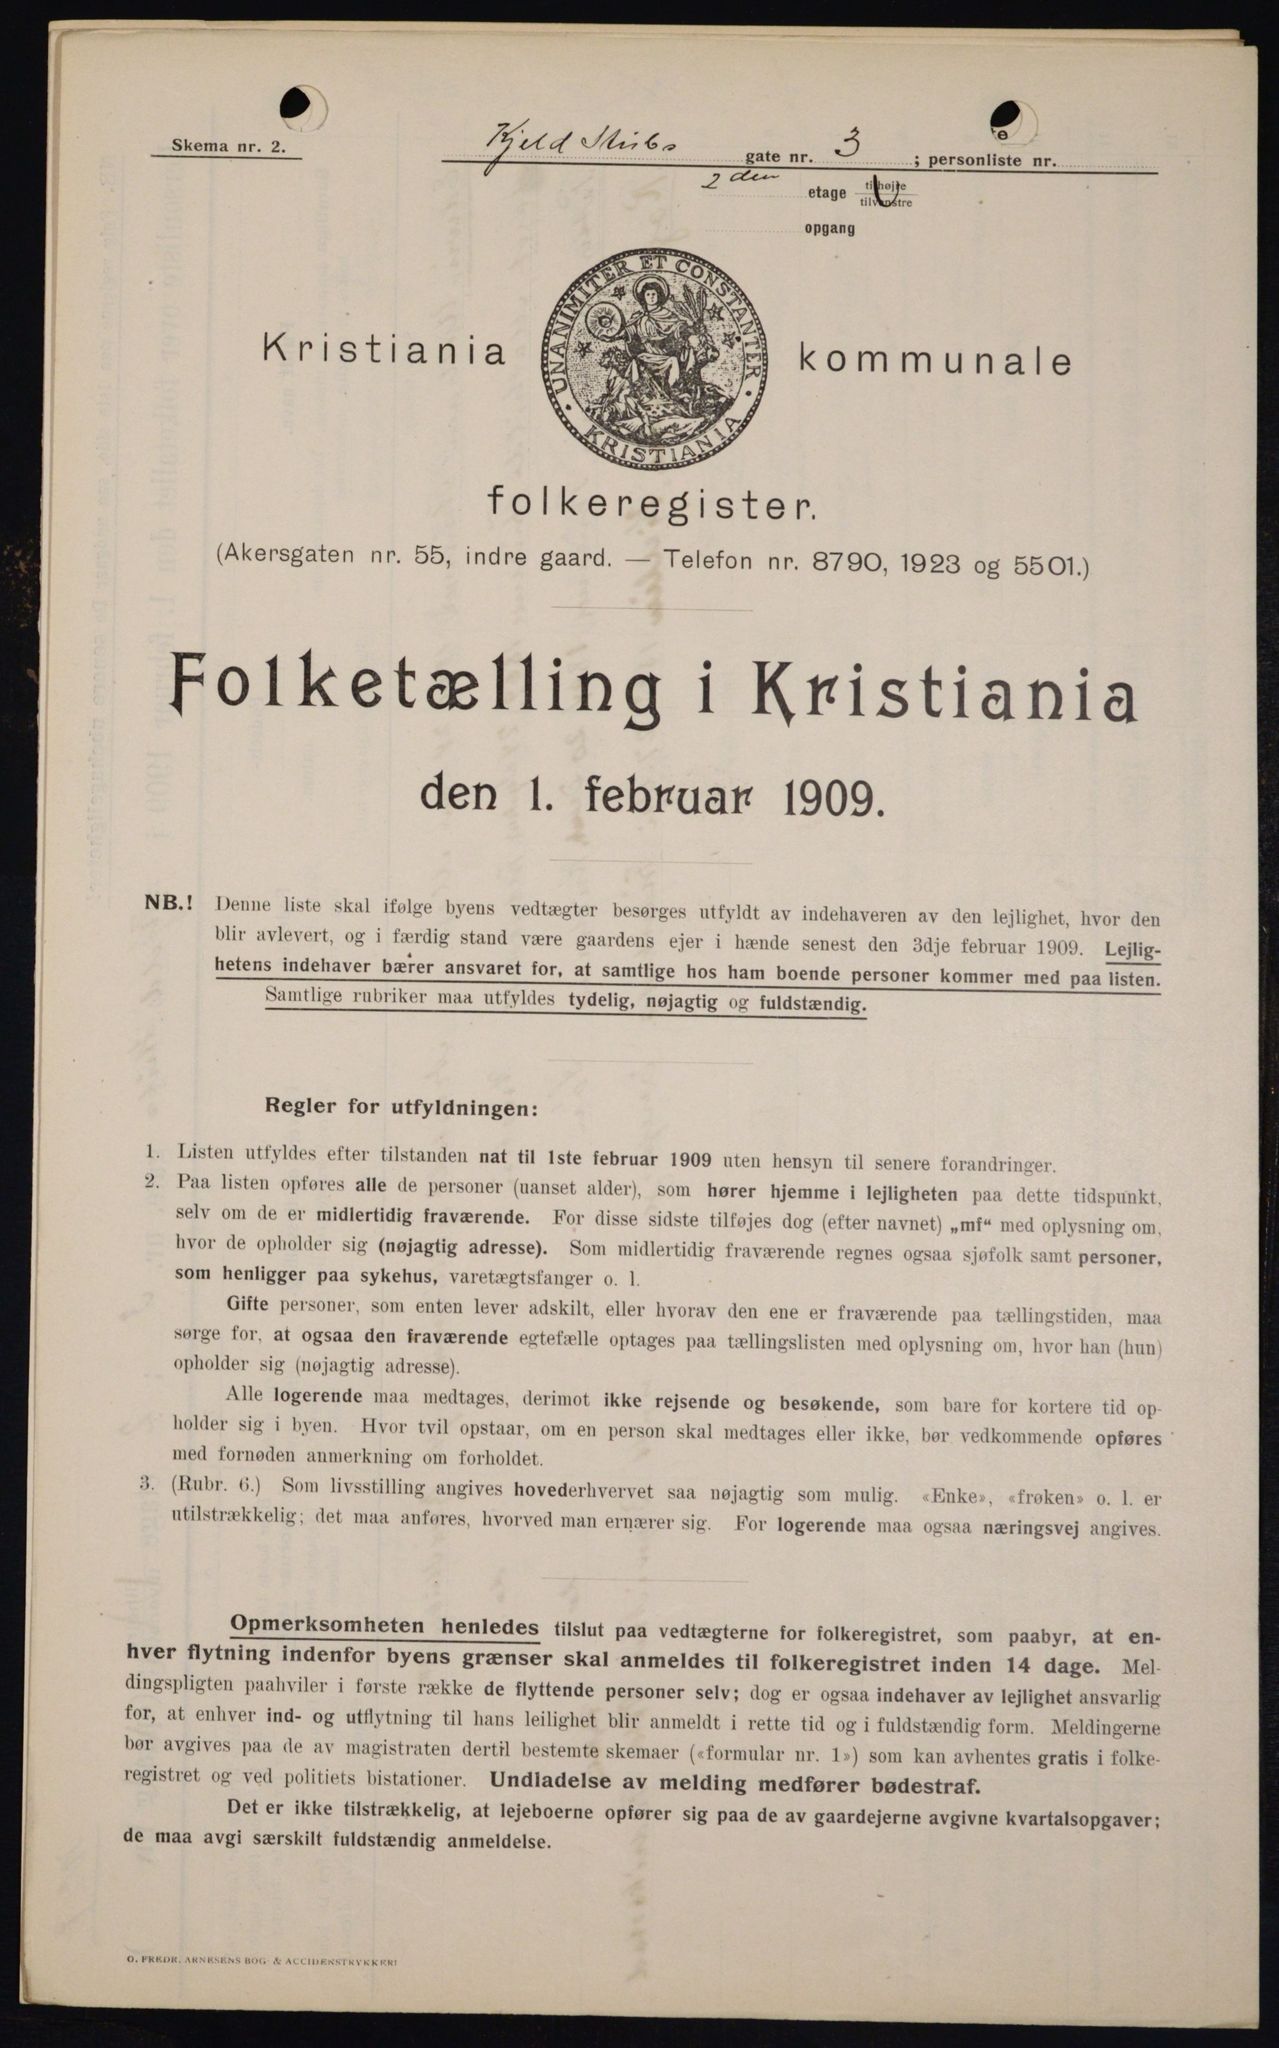 Skema nr. 2.
Kjeld Stubs gate nr. 3 ; personliste nr.
2 den etage til højre
tilvenstre
opgang
UNANIMITER ET CONSTANTER
KRISTIANIA
Kristiania kommunale
folkeregister.
(Akersgaten nr. 55, indre gaard. — Telefon nr. 8790, 1923 og 5501.)
Folketælling i Kristiania
den 1. februar 1909.
NB.! Denne liste skal ifølge byens vedtægter besørges utfyldt av indehaveren av den lejlighet, hvor den
blir avlevert, og i færdig stand være gaardens ejer i hænde senest den 3dje februar 1909. Lejlig-
hetens indehaver bærer ansvaret for, at samtlige hos ham boende personer kommer med paa listen.
Samtlige rubriker maa utfyldes tydelig, nøjagtig og fuldstændig.
Regler for utfyldningen:
1. Listen utfyldes efter tilstanden nat til 1ste februar 1909 uten hensyn til senere forandringer.
2. Paa listen opføres alle de personer (uanset alder), som hører hjemme i lejligheten paa dette tidspunkt,
selv om de er midlertidig fraværende. For disse sidste tilføjes dog (efter navnet) „mf“ med oplysning om,
hvor de opholder sig (nøjagtig adresse). Som midlertidig fraværende regnes ogsaa sjøfolk samt personer,
som henligger paa sykehus, varetægtsfanger o. l.
Gifte personer, som enten lever adskilt, eller hvorav den ene er fraværende paa tællingstiden, maa
sørge for, at ogsaa den fraværende egtefælle optages paa tællingslisten med oplysning om, hvor han (hun)
opholder sig (nøjagtig adresse).
Alle logerende maa medtages, derimot ikke rejsende og besøkende, som bare for kortere tid op-
holder sig i byen. Hvor tvil opstaar, om en person skal medtages eller ikke, bør vedkommende opføres
med fornøden anmerkning om forholdet.
3. (Rubr. 6.) Som livsstilling angives hovederhvervet saa nøjagtig som mulig. «Enke», «frøken» o. l. er
utilstrækkelig; det maa anføres, hvorved man ernærer sig. For logerende maa ogsaa næringsvej angives.
Opmerksomheten henledes tilslut paa vedtægterne for folkeregistret, som paabyr, at en-
hver flytning indenfor byens grænser skal anmeldes til folkeregistret inden 14 dage. Mel-
dingspligten paahviler i første række de flyttende personer selv; dog er ogsaa indehaver av lejlighet ansvarlig
for, at enhver ind- og utflytning til hans leilighet blir anmeldt i rette tid og i fuldstændig form. Meldingerne
bør avgives paa de av magistraten dertil bestemte skemaer («formular nr. 1») som kan avhentes gratis i folke-
registret og ved politiets bistationer. Undladelse av melding medfører bødestraf.
Det er ikke tilstrækkelig, at lejeboerne opfører sig paa de av gaardejerne avgivne kvartalsopgaver;
de maa avgi særskilt fuldstændig anmeldelse.
O. FREDR. ARNESENS BOG- & ACCIDENSTRYKKERI